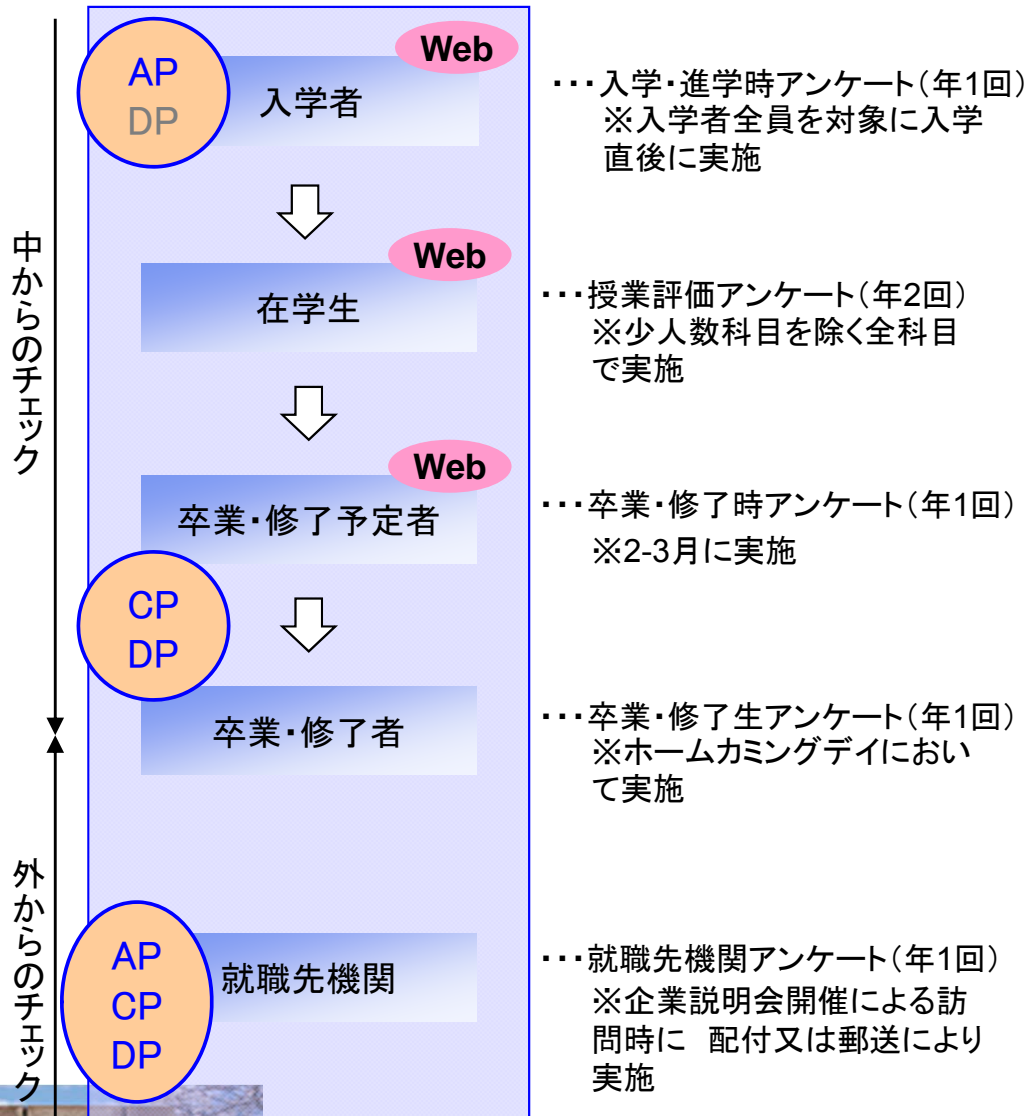 中からのチェック
AP
DP
入学者
Web
・・・入学・進学時アンケート（年1回）
※入学者全員を対象に入学
直後に実施
在学生
Web
・・・授業評価アンケート（年2回）
※少人数科目を除く全科目
で実施
卒業・修了予定者
Web
・・・卒業・修了時アンケート（年1回）
※2-3月に実施
CP
DP
卒業・修了者
・・・卒業・修了生アンケート（年1回）
※ホームカミングデイにおい
て実施
外からのチェック
AP
CP
DP
就職先機関
・・・就職先機関アンケート（年1回）
※企業説明会開催による訪
問時に　配付又は郵送により
実施